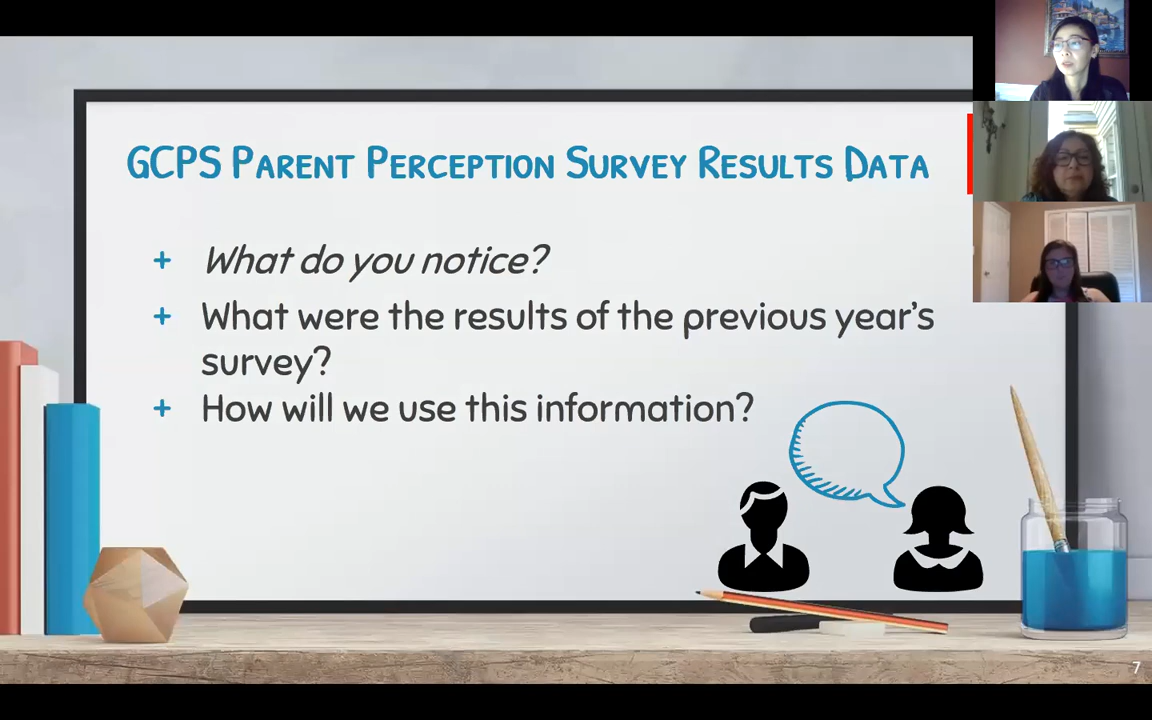 GCPS Parent Perception Survey Results Data
+ What do you notice?
+ What were the results of the previous year's
survey?
+ How will we use this information?
7